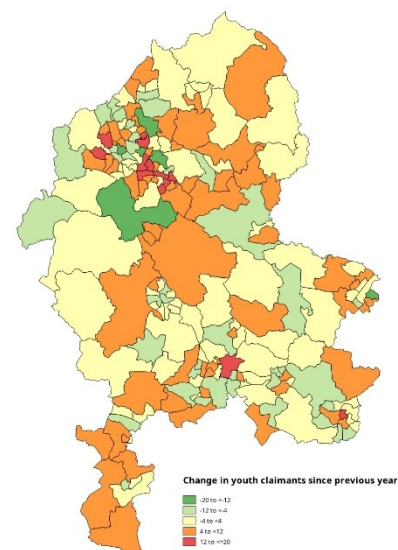 Change in youth claimants since previous year
-20 to <-12
-12 to <-4
-4 to <4
4 to <12
12 to <=20